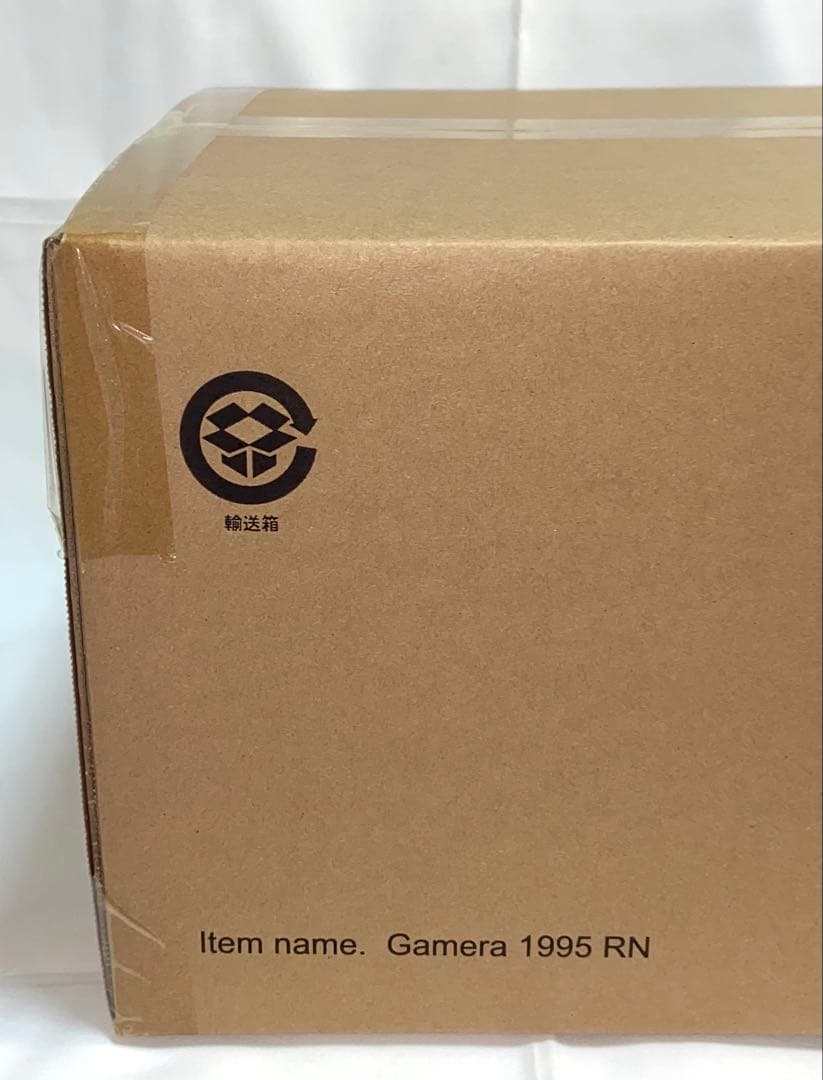 輸送箱
Item name. Gamera 1995 RN